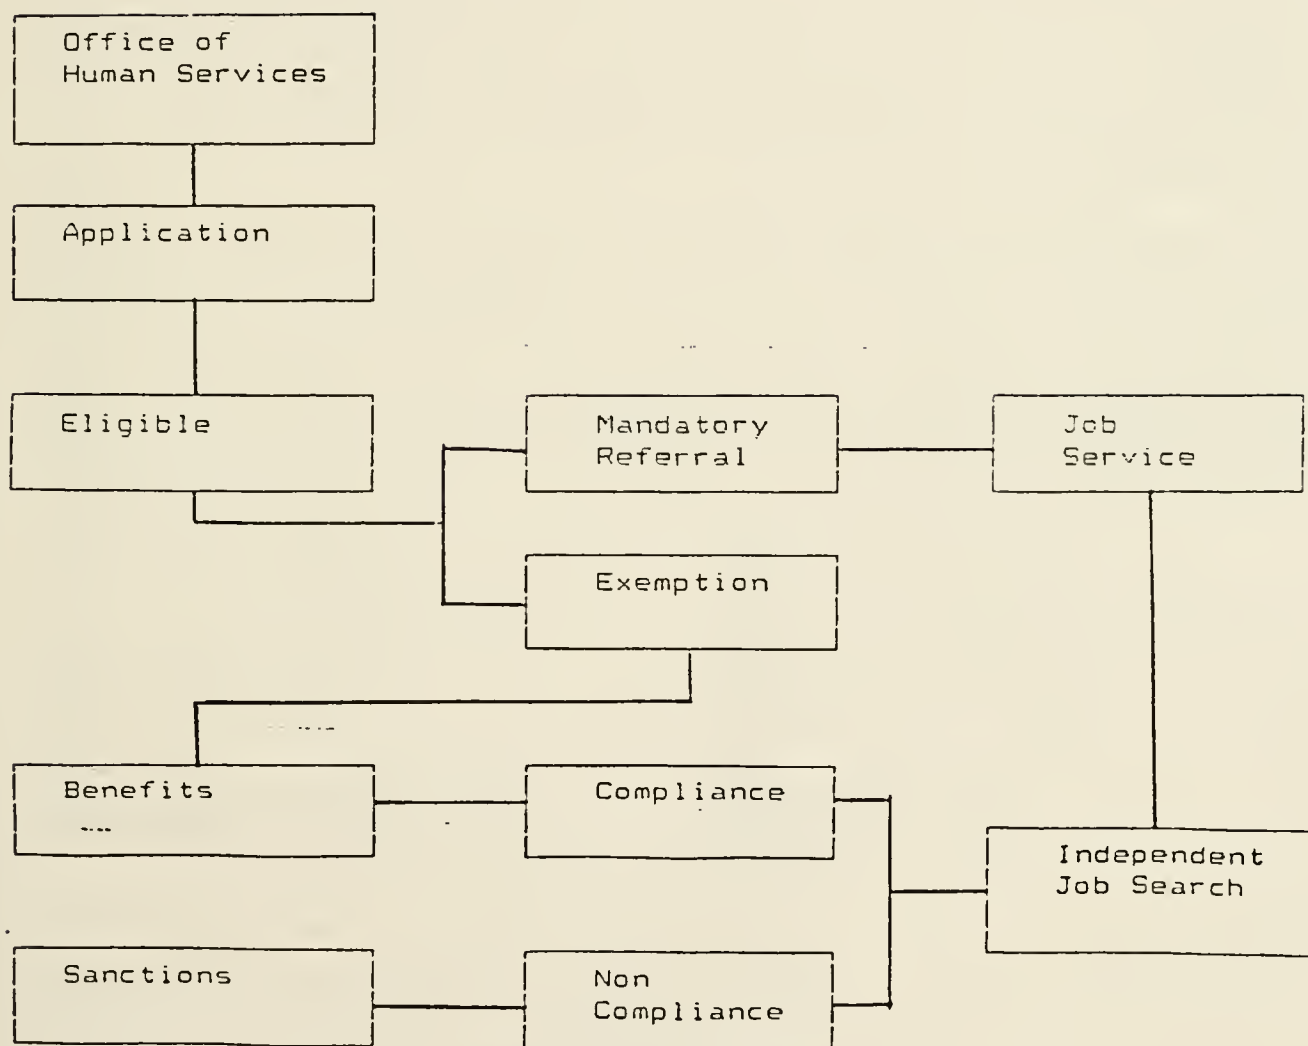 Office of
Human Services
Application
Eligible
Mandatory
Referral
Job
Service
Exemption
Benefits
Compliance
Independent
Job Search
Sanctions
Non
Compliance